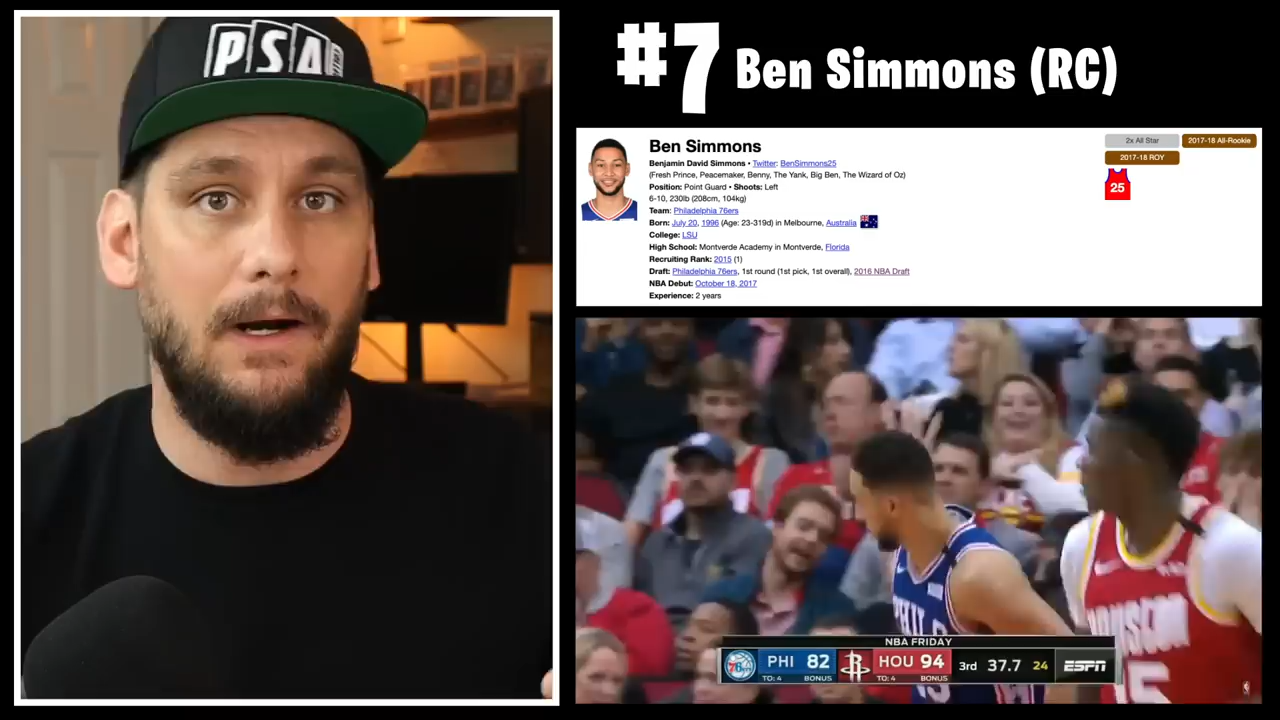 PSA
#7 Ben Simmons (RC)
Ben Simmons
Benjamin David Simmons • Twitter: BenSimmons25
(Fresh Prince, Peacemaker, Benny, The Yank, Big Ben, The Wizard of Oz)
Position: Point Guard • Shoots: Left
6-10, 230lb (208cm, 104kg)
Team: Philadelphia 76ers
Born: July 20, 1996 (Age: 23-319d) in Melbourne, Australia
College: LSU
High School: Montverde Academy in Montverde, Florida
Recruiting Rank: 2015 (1)
Draft: Philadelphia 76ers, 1st round (1st pick, 1st overall), 2016 NBA Draft
NBA Debut: October 18, 2017
Experience: 2 years
2x All Star
2017-18 All-Rookie
2017-18 ROY
25
NBA FRIDAY
PHI 82 HOU 94 3rd 37.7 24 ESPN
TO: 4 BONUS TO: 4 BONUS